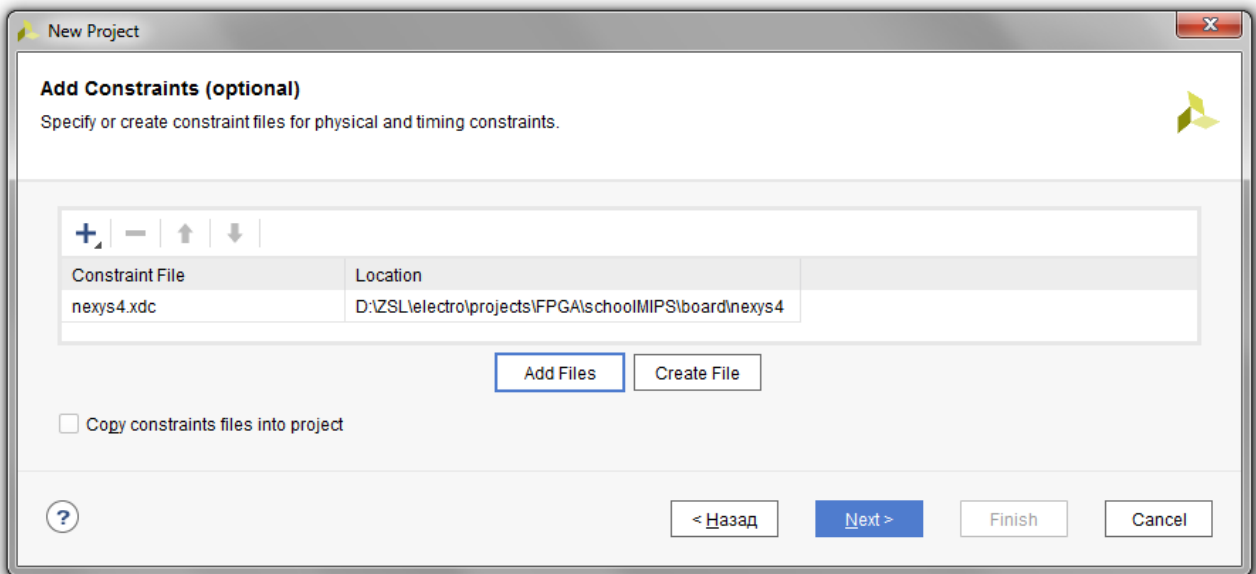 New Project
Add Constraints (optional)
Specify or create constraint files for physical and timing constraints.
Constraint File Location
nexys4.xdc D:\ZSL\electro\projects\FPGA\schoolMIPS\board\nexys4
Add Files Create File
Copy constraints files into project
? < Назад Next > Finish Cancel